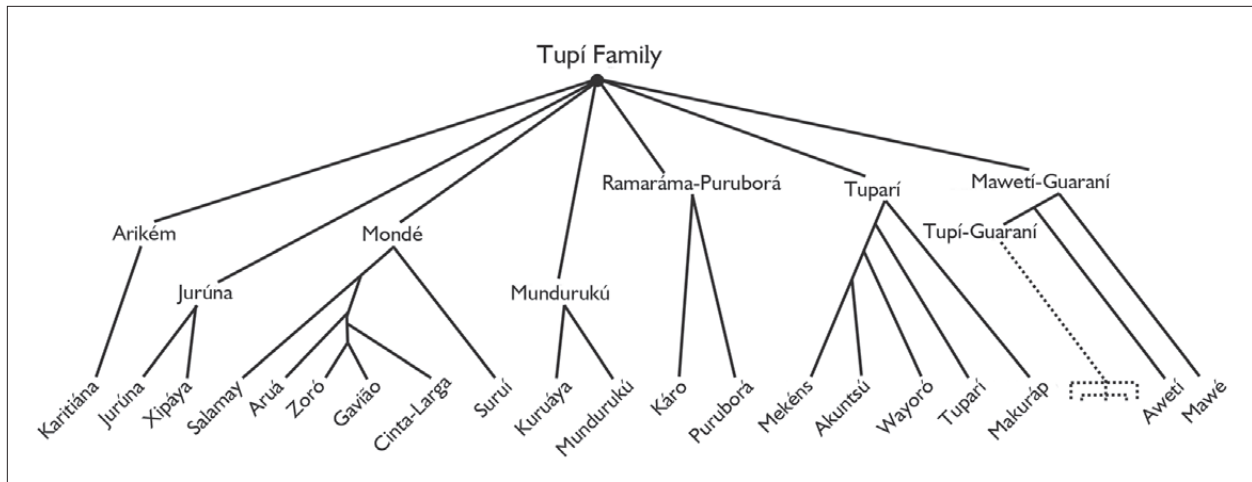 Tupí Family
Ramaráma-Puruborá
Tuparí
Mawetí-Guaraní
Arikém
Mondé
Tupí-Guaraní
Jurúna
Mundurukú
Karitiána
Jurúna
Xipáya
Salamay
Aruá
Zoró
Gavião
Cinta-Larga
Suruí
Kuruáya
Mundurukú
Káro
Puruborá
Mekéns
Akuntsú
Wayoró
Tuparí
Makuráp
Awetí
Mawé